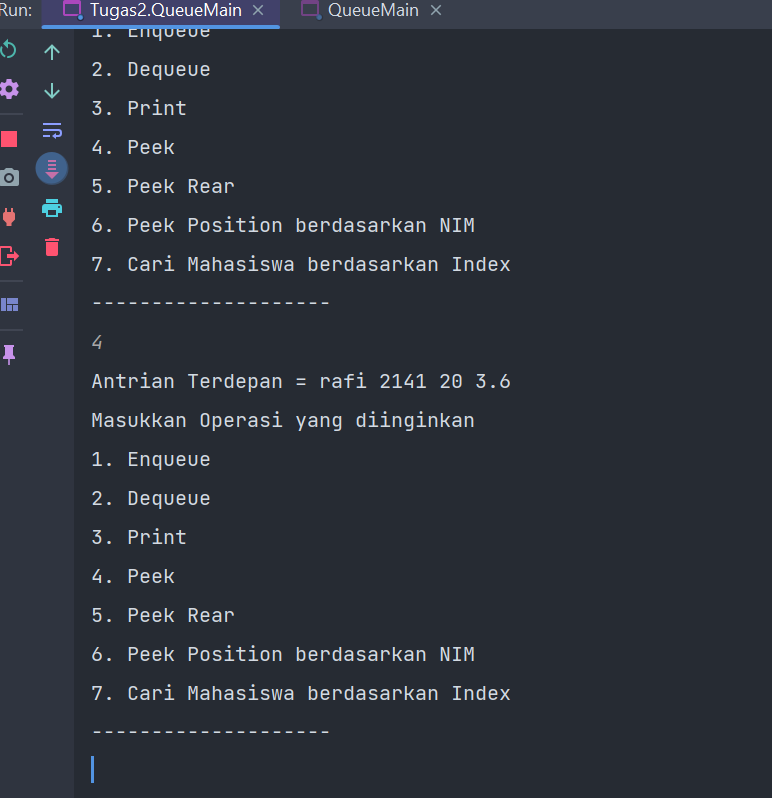 Run: Tugas2.QueueMain QueueMain
1. Enqueue
2. Dequeue
3. Print
4. Peek
5. Peek Rear
6. Peek Position berdasarkan NIM
7. Cari Mahasiswa berdasarkan Index
--------------------
4
Antrian Terdepan = rafi 2141 20 3.6
Masukkan Operasi yang diinginkan
1. Enqueue
2. Dequeue
3. Print
4. Peek
5. Peek Rear
6. Peek Position berdasarkan NIM
7. Cari Mahasiswa berdasarkan Index
--------------------